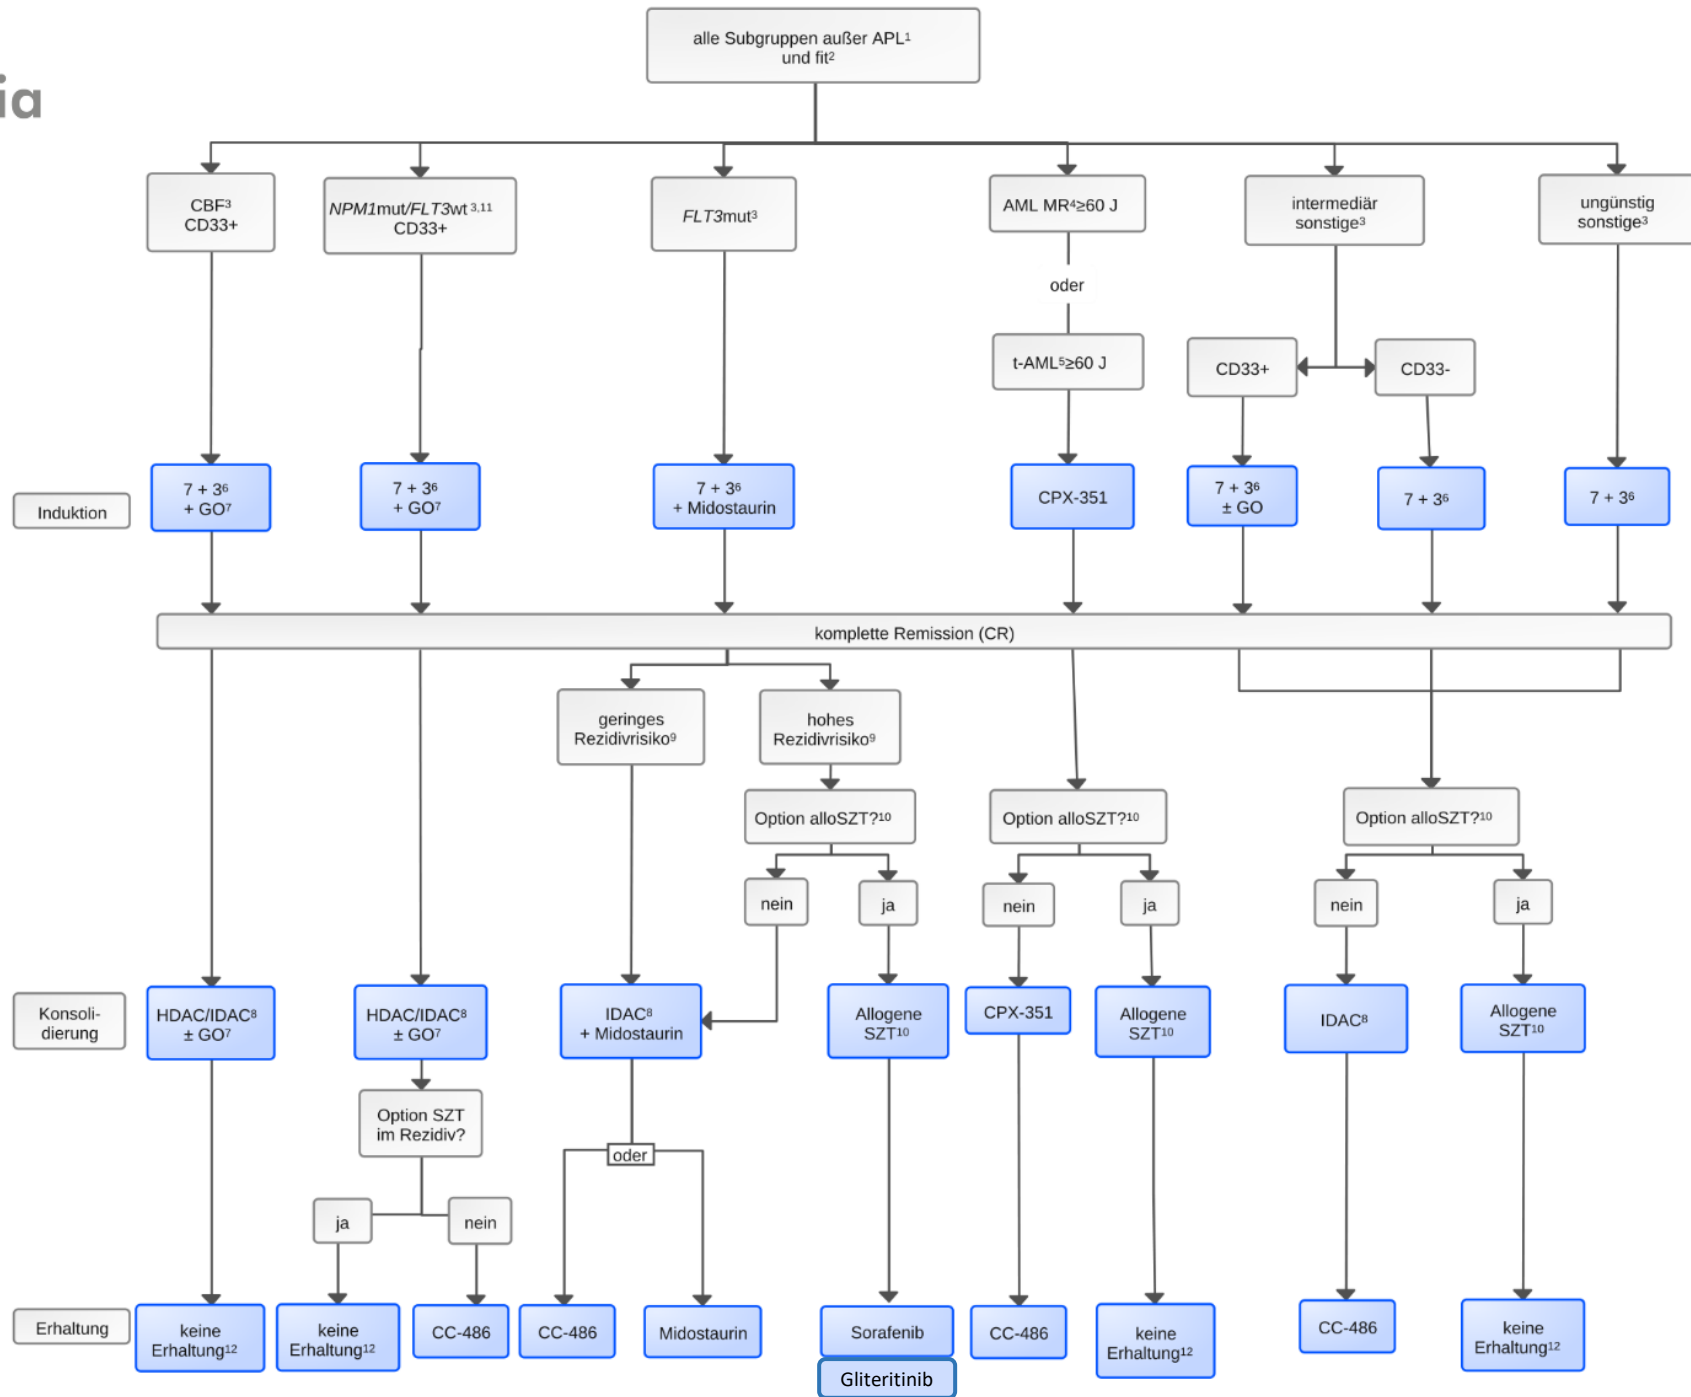 alle Subgruppen außer APL¹
und fit²
ia
CBF³
CD33+
NPM1mut/FLT3wt ³,¹¹
CD33+
FLT3mut³
AML MR⁴≥60 J
oder
t-AML⁵≥60 J
intermediär
sonstige³
ungünstig
sonstige³
CD33+
CD33-
Induktion
7 + 3⁶
+ GO⁷
7 + 3⁶
+ GO⁷
7 + 3⁶
+ Midostaurin
CPX-351
7 + 3⁶
± GO
7 + 3⁶
7 + 3⁶
komplette Remission (CR)
geringes
Rezidivrisiko⁹
hohes
Rezidivrisiko⁹
Option alloSZT?¹⁰
Option alloSZT?¹⁰
Option alloSZT?¹⁰
nein
ja
nein
ja
nein
ja
Konsoli-
dierung
HDAC/IDAC⁸
± GO⁷
HDAC/IDAC⁸
± GO⁷
IDAC⁸
+ Midostaurin
Allogene
SZT¹⁰
CPX-351
Allogene
SZT¹⁰
IDAC⁸
Allogene
SZT¹⁰
Option SZT
im Rezidiv?
oder
ja
nein
Erhaltung
keine
Erhaltung¹²
keine
Erhaltung¹²
CC-486
CC-486
Midostaurin
Sorafenib
Gliteritinib
CC-486
keine
Erhaltung¹²
CC-486
keine
Erhaltung¹²